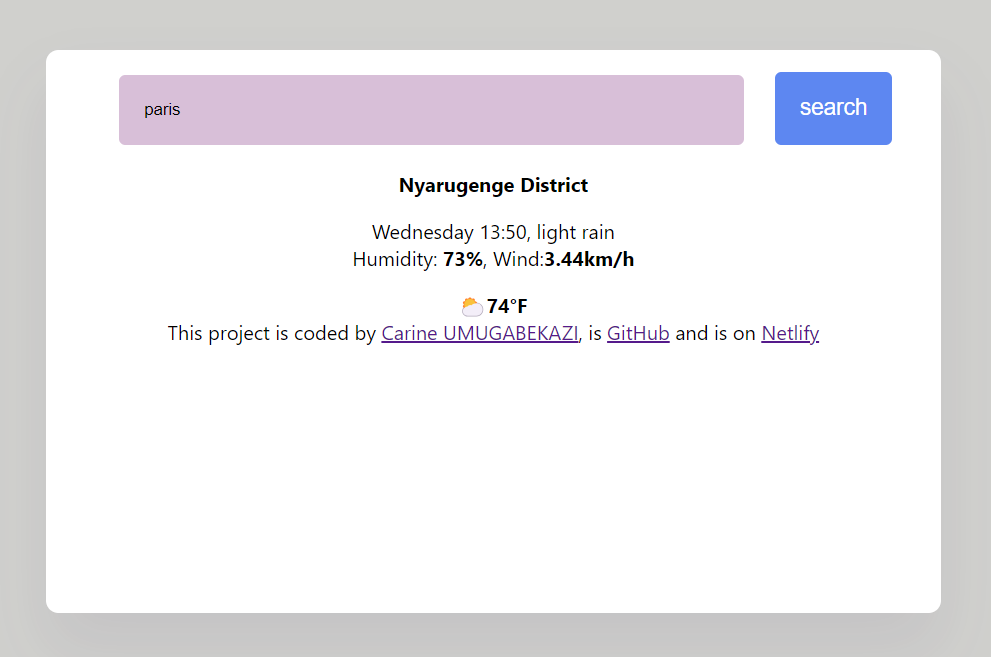 paris
search
Nyarugenge District
Wednesday 13:50, light rain
Humidity: 73%, Wind:3.44km/h
74°F
This project is coded by Carine UMUGABEKAZI, is GitHub and is on Netlify